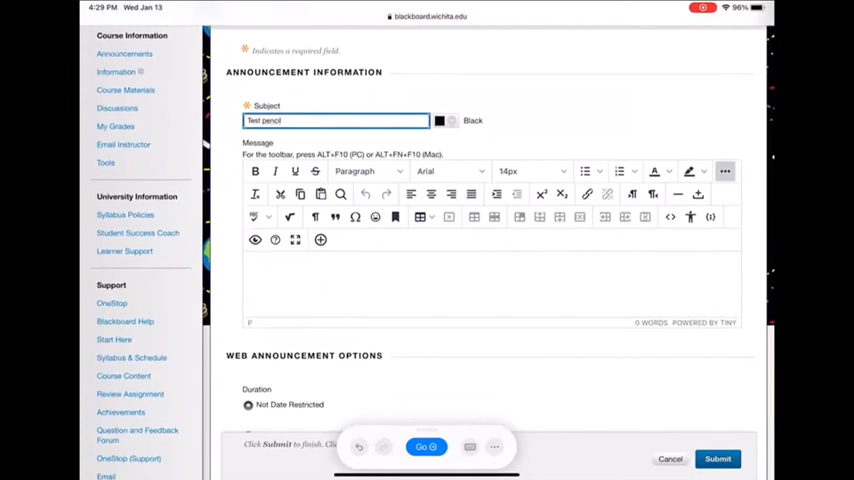 4:29 PM Wed Jan 13
96%
blackboard.wichita.edu
Course Information
Announcements
Information
Course Materials
Discussions
My Grades
Email Instructor
Tools
University Information
Syllabus Policies
Student Success Coach
Learner Support
Support
OneStop
Blackboard Help
Start Here
Syllabus & Schedule
Course Content
Review Assignment
Achievements
Question and Feedback
Forum
OneStop (Support)
Email
Indicates a required field.
ANNOUNCEMENT INFORMATION
Subject
Test pencil
Black
Message
For the toolbar, press ALT+F10 (PC) or ALT+FN+F10 (Mac).
B I U S Paragraph Arial 14px A
P
0 WORDS POWERED BY TINY
WEB ANNOUNCEMENT OPTIONS
Duration
Not Date Restricted
Click Submit to finish. Clic
Go
Cancel
Submit